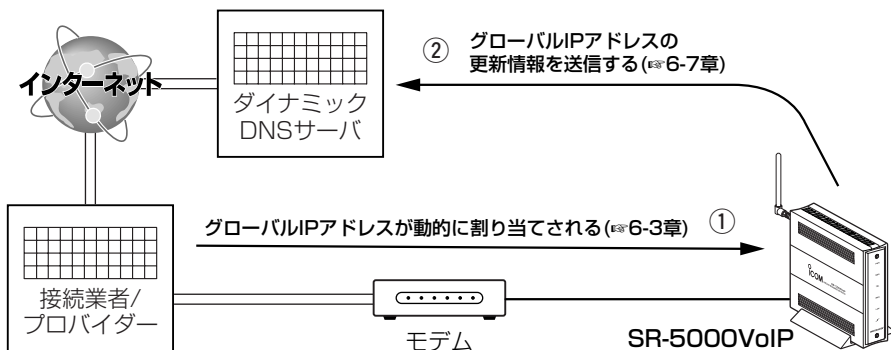 ② グローバルIPアドレスの
更新情報を送信する(☞6-7章)
インターネット
ダイナミック
DNSサーバ
グローバルIPアドレスが動的に割り当てされる(☞6-3章) ①
接続業者/
プロバイダー
モデム
ICOM
SR-5000VoIP